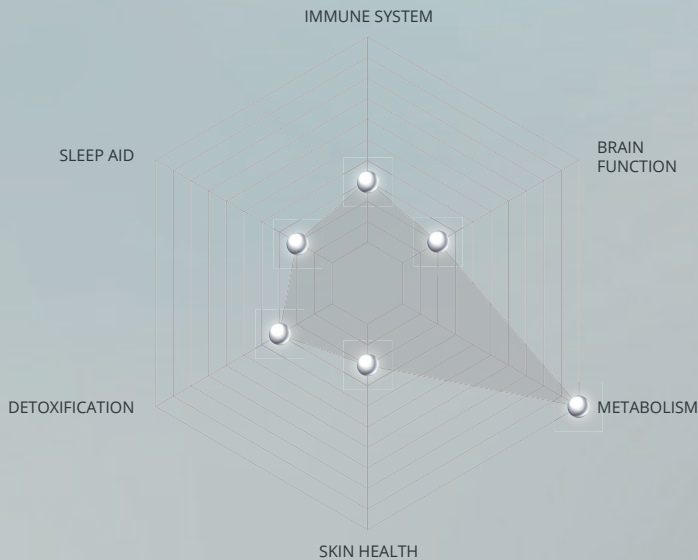 IMMUNE SYSTEM
BRAIN
FUNCTION
SLEEP AID
METABOLISM
DETOXIFICATION
SKIN HEALTH